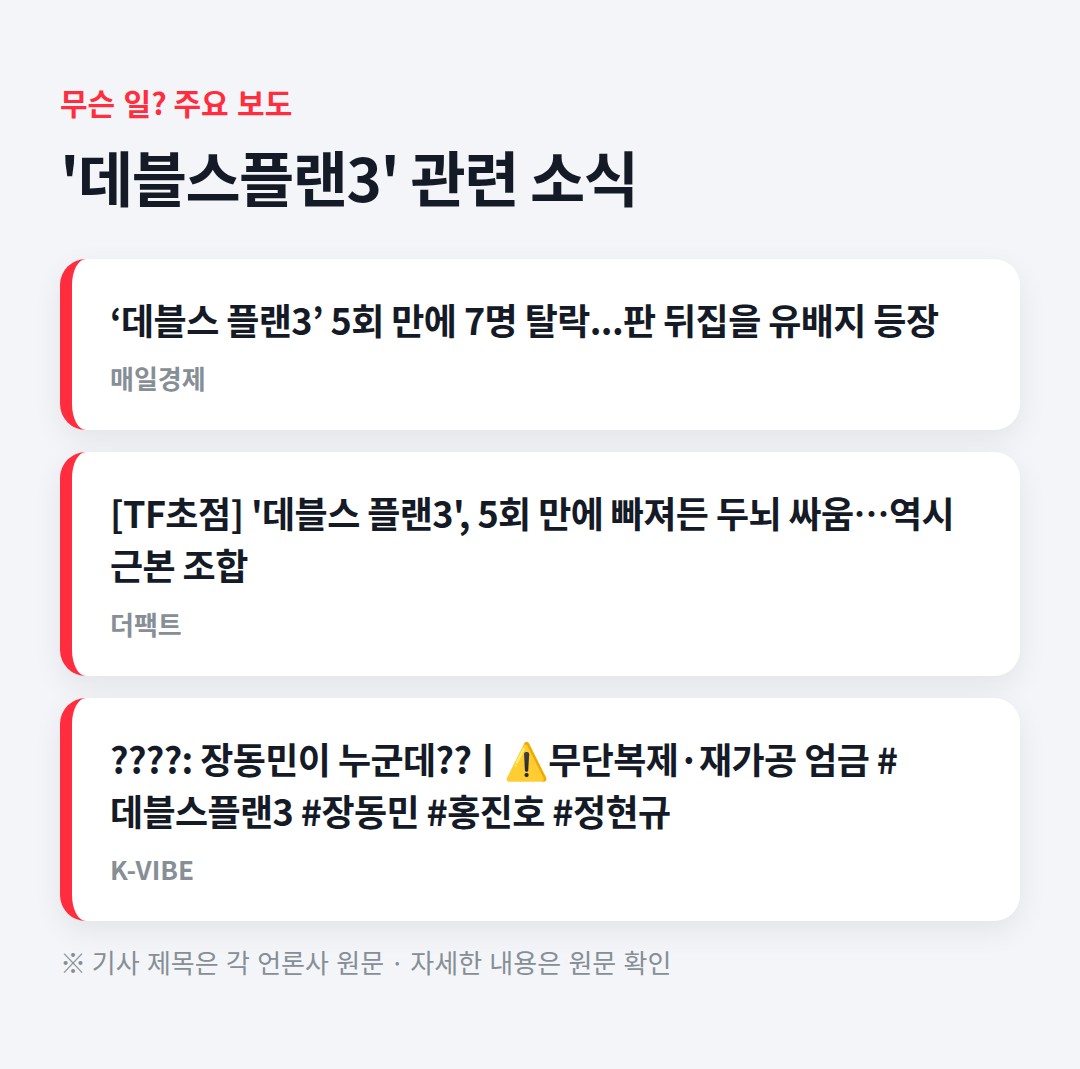 무슨 일? 주요 보도
'데블스플랜3' 관련 소식
‘데블스 플랜3’ 5회 만에 7명 탈락...판 뒤집을 유배지 등장
매일경제
[TF초점] '데블스 플랜3', 5회 만에 빠져든 두뇌 싸움…역시
근본 조합
더팩트
????: 장동민이 누군데??ㅣ⚠️무단복제·재가공 엄금 #
데블스플랜3 #장동민 #홍진호 #정현규
K-VIBE
※ 기사 제목은 각 언론사 원문 · 자세한 내용은 원문 확인